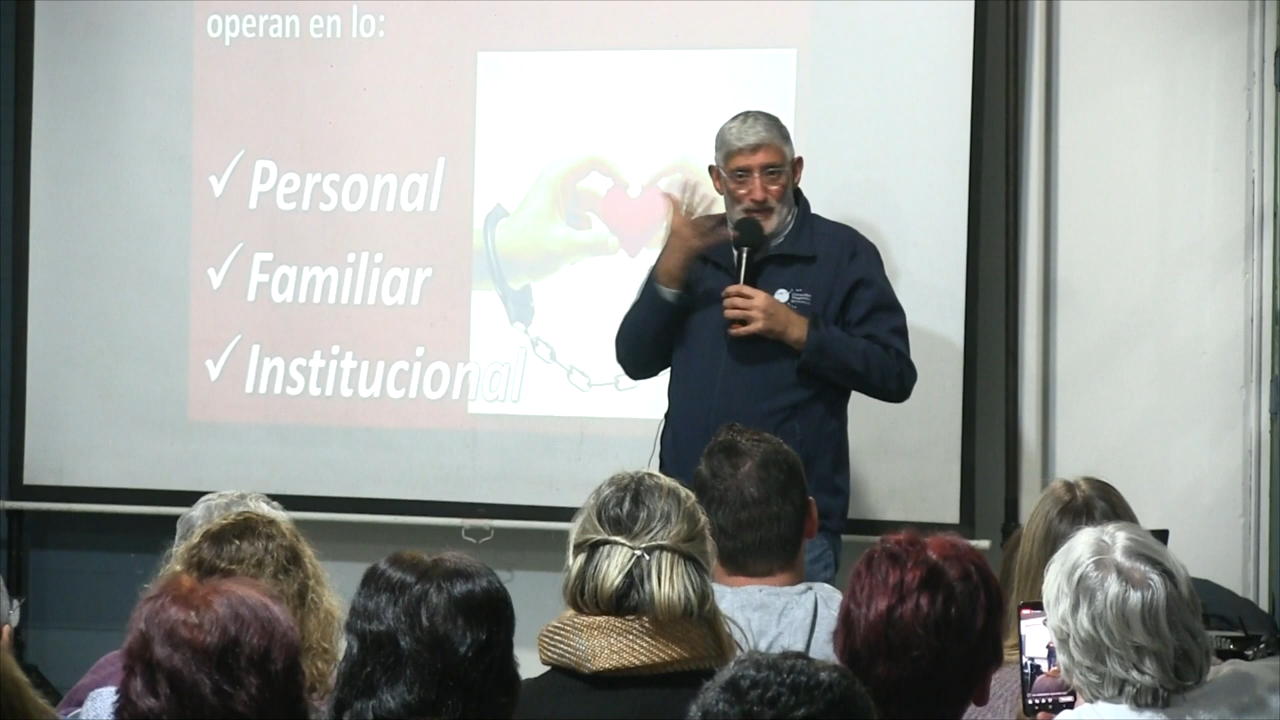 operan en lo:
✓ Personal
✓ Familiar
✓ Institucional